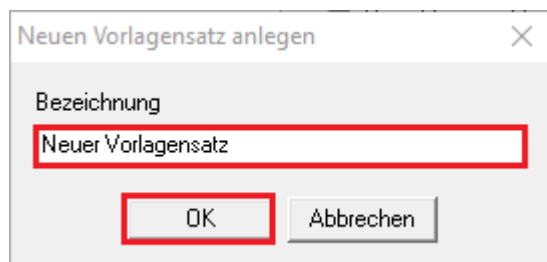 Neuen Vorlagensatz anlegen
Bezeichnung
Neuer Vorlagensatz
OK Abbrechen